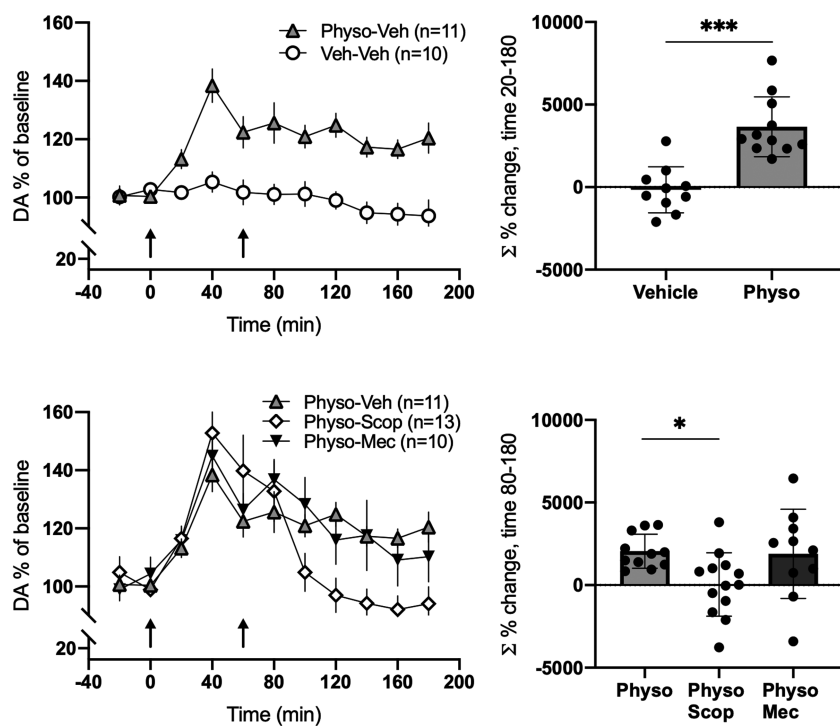 160
140
120
100
20
DA % of baseline
-40 0 40 80 120 160 200
Time (min)
Physo-Veh (n=11)
Veh-Veh (n=10)
10000
5000
0
-5000
Σ % change, time 20-180
***
Vehicle Physo
160
140
120
100
20
DA % of baseline
-40 0 40 80 120 160 200
Time (min)
Physo-Veh (n=11)
Physo-Scop (n=13)
Physo-Mec (n=10)
10000
5000
0
-5000
Σ % change, time 80-180
*
Physo Physo Physo
Scop Mec